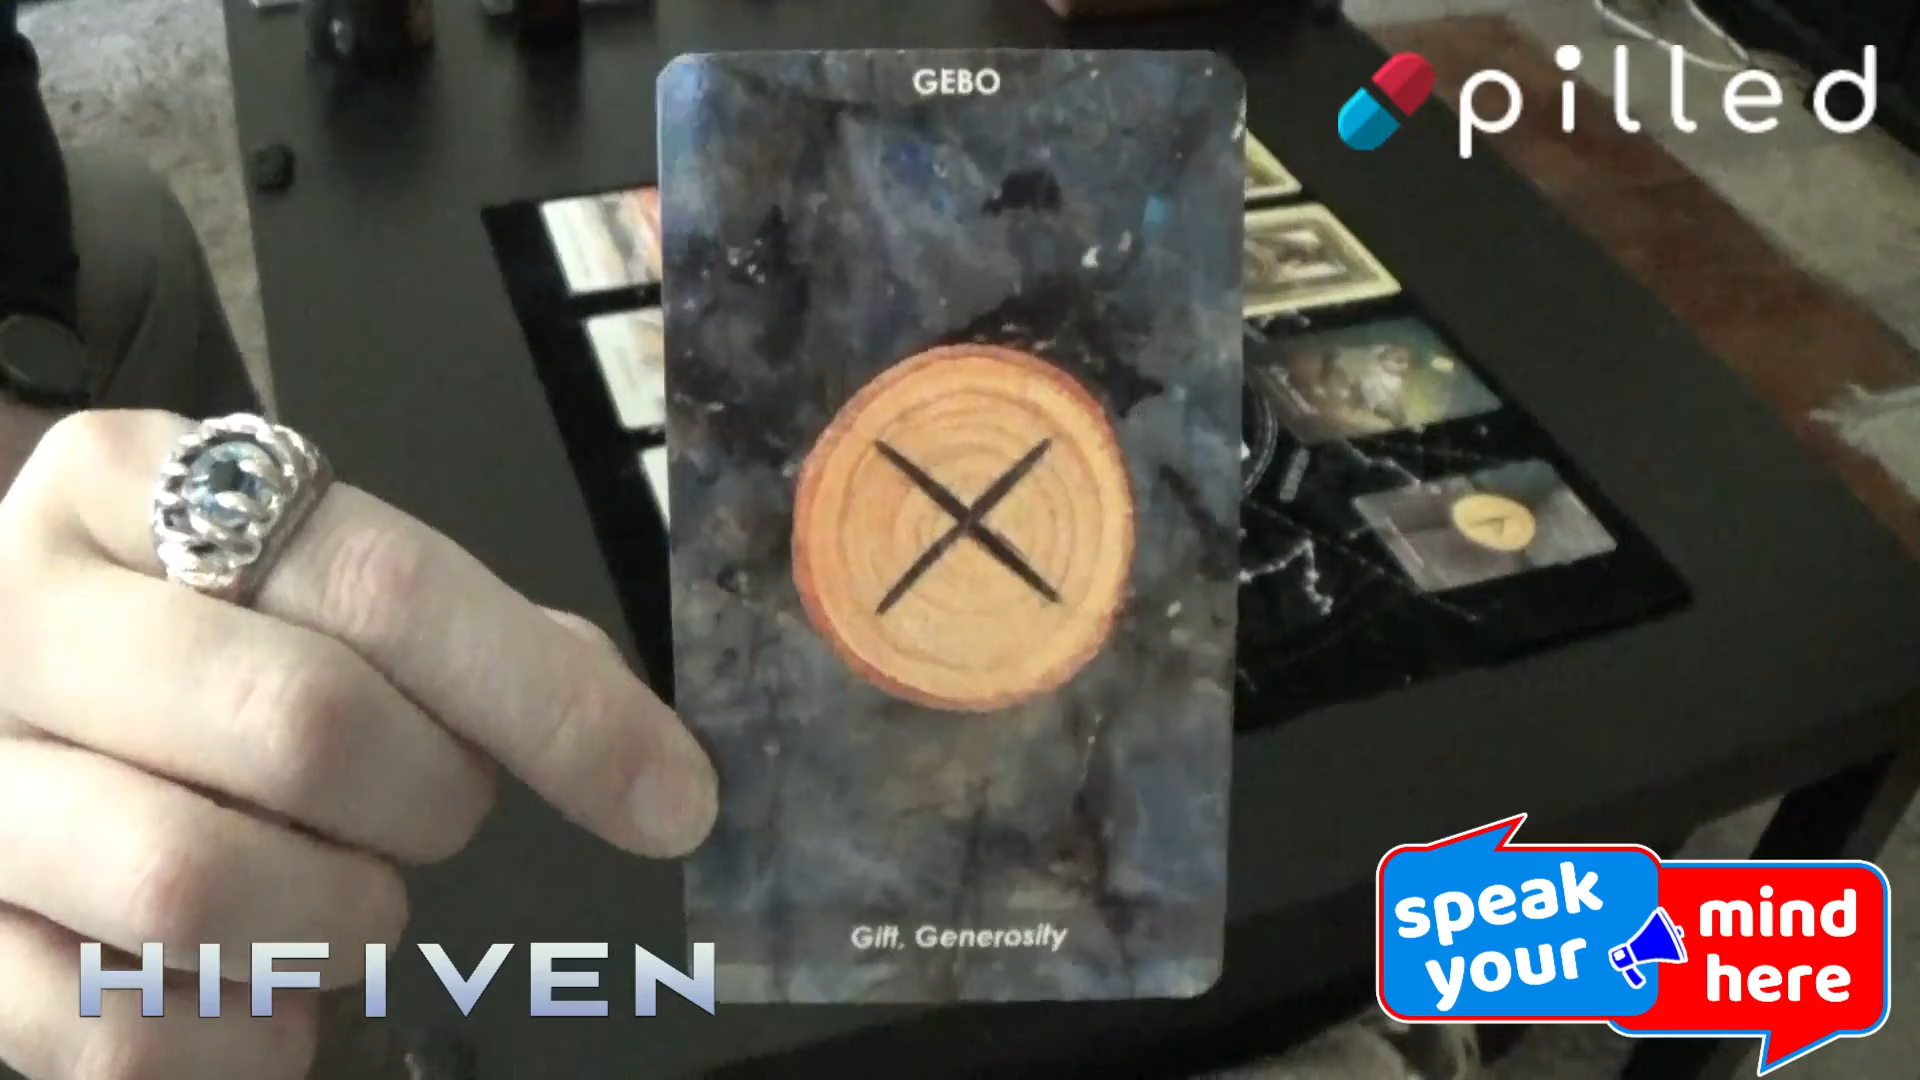 GEBO
pilled
Gift, Generosity
HIFIVEN
speak
your
mind
here